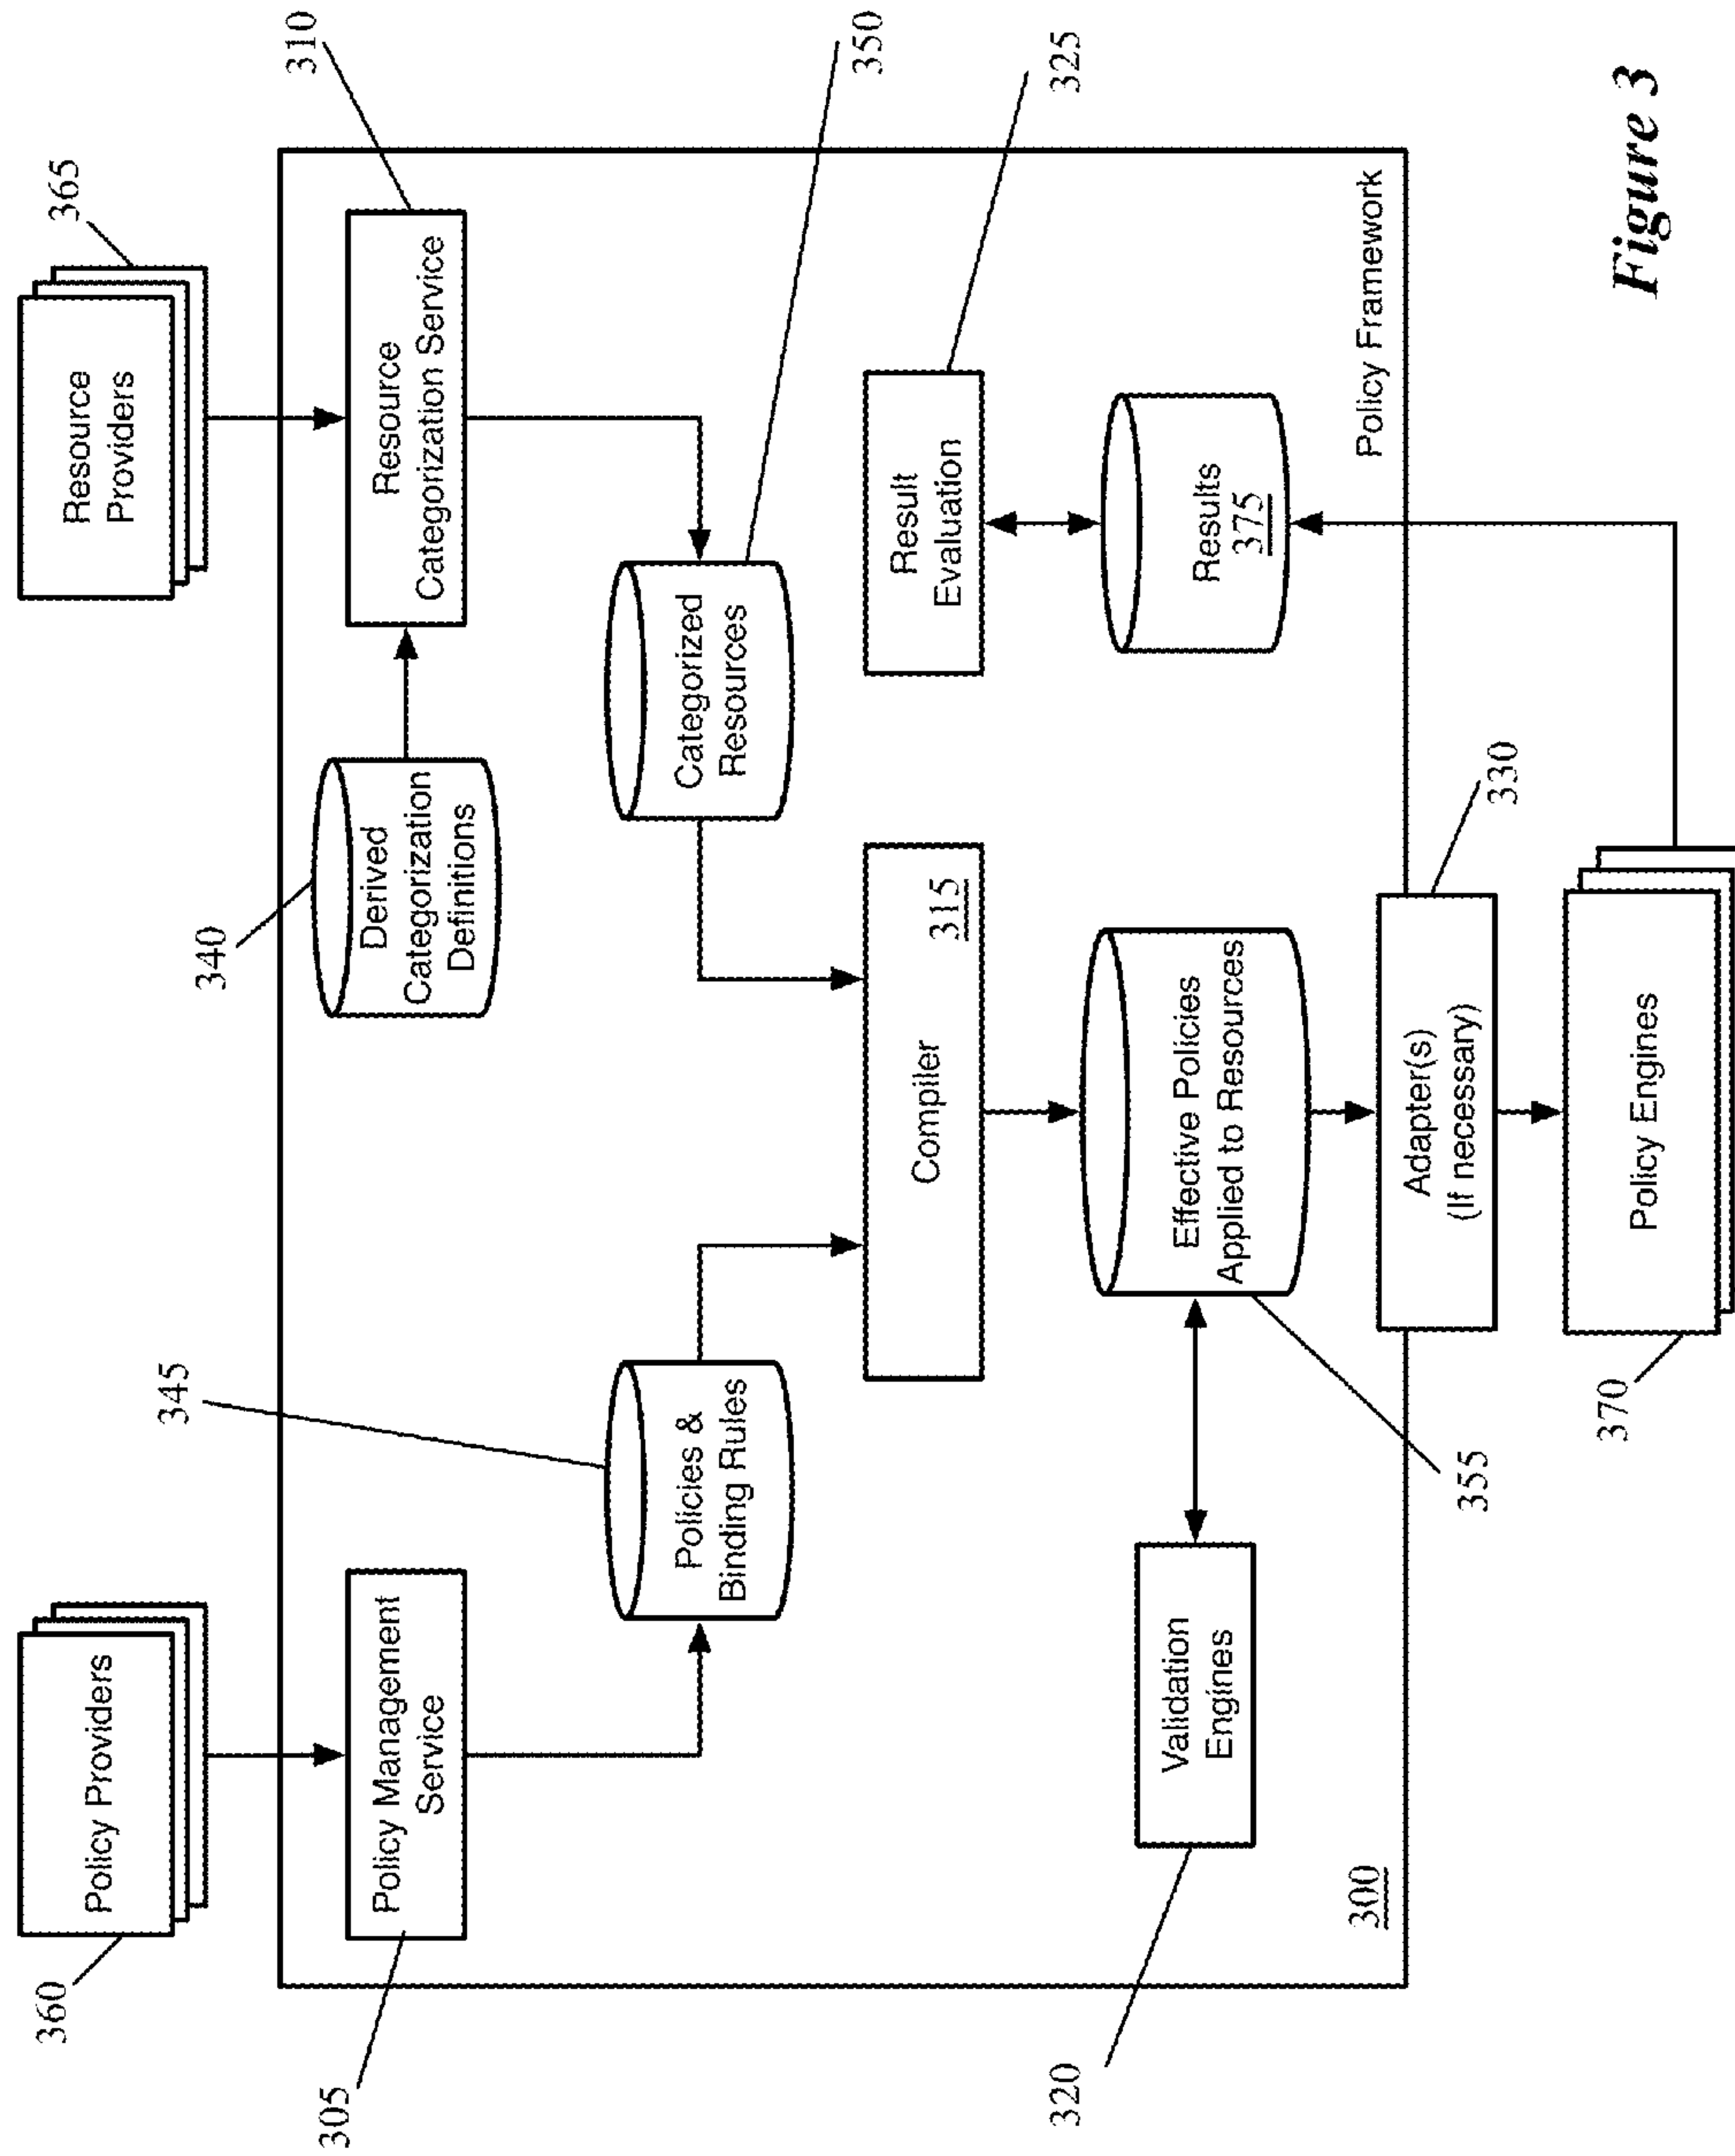 360
Policy Providers
Resource
Providers
365
305
Policy Management
Service
340
Derived
Categorization
Definitions
Resource
Categorization Service
310
345
Policies &
Binding Rules
Categorized
Resources
350
Compiler
315
Result
Evaluation
325
320
Validation
Engines
Effective Policies
Applied to Resources
355
Results
375
300
Policy Framework
Adapter(s)
(If necessary)
330
370
Policy Engines
Figure 3